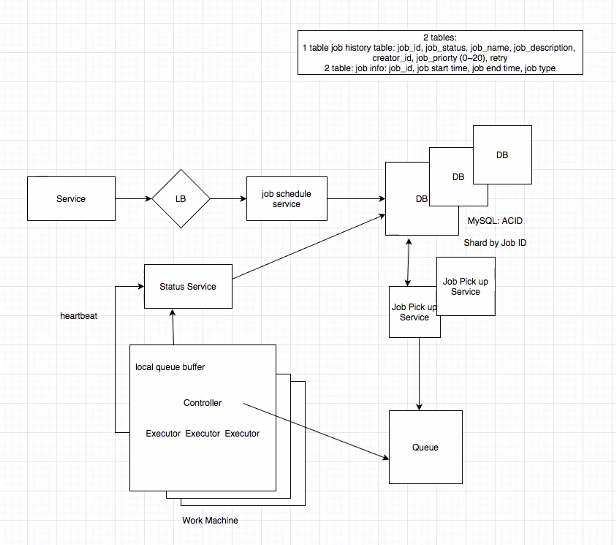 2 tables:
1 table job history table: job_id, job_status, job_name, job_description,
creator_id, job_priorty (0~20), retry
2 table: job info: job_id, job start time, job end time, job type
DB
DB
DB
Service
LB
job schedule
service
MySQL: ACID
Shard by Job ID
Status Service
Job Pick up
Service
Job Pick up
Service
heartbeat
local queue buffer
Controller
Executor Executor Executor
Queue
Work Machine